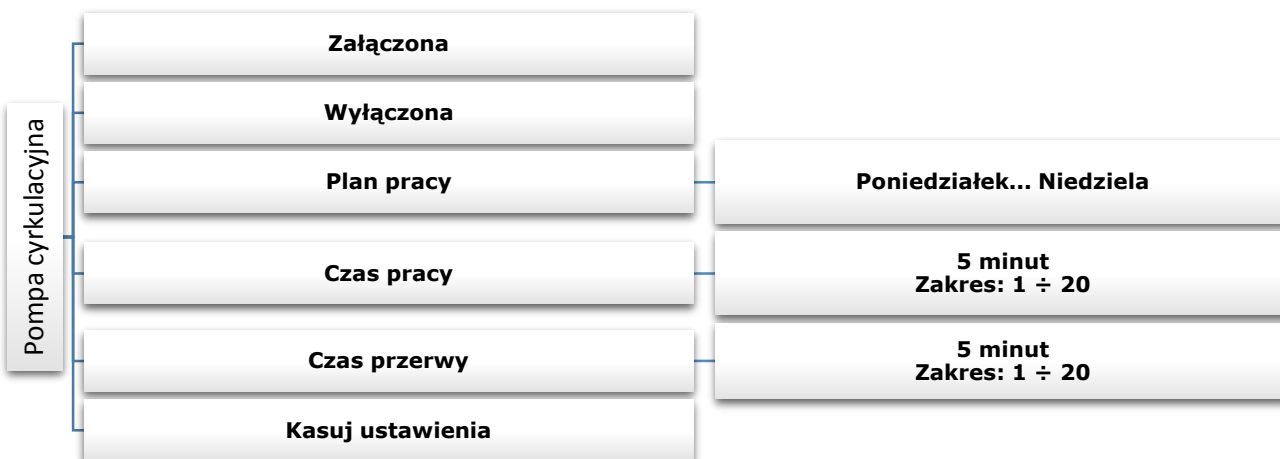 Pompa cyrkulacyjna
Załączona
Wyłączona
Plan pracy
Poniedziałek... Niedziela
Czas pracy
5 minut
Zakres: 1 ÷ 20
Czas przerwy
5 minut
Zakres: 1 ÷ 20
Kasuj ustawienia